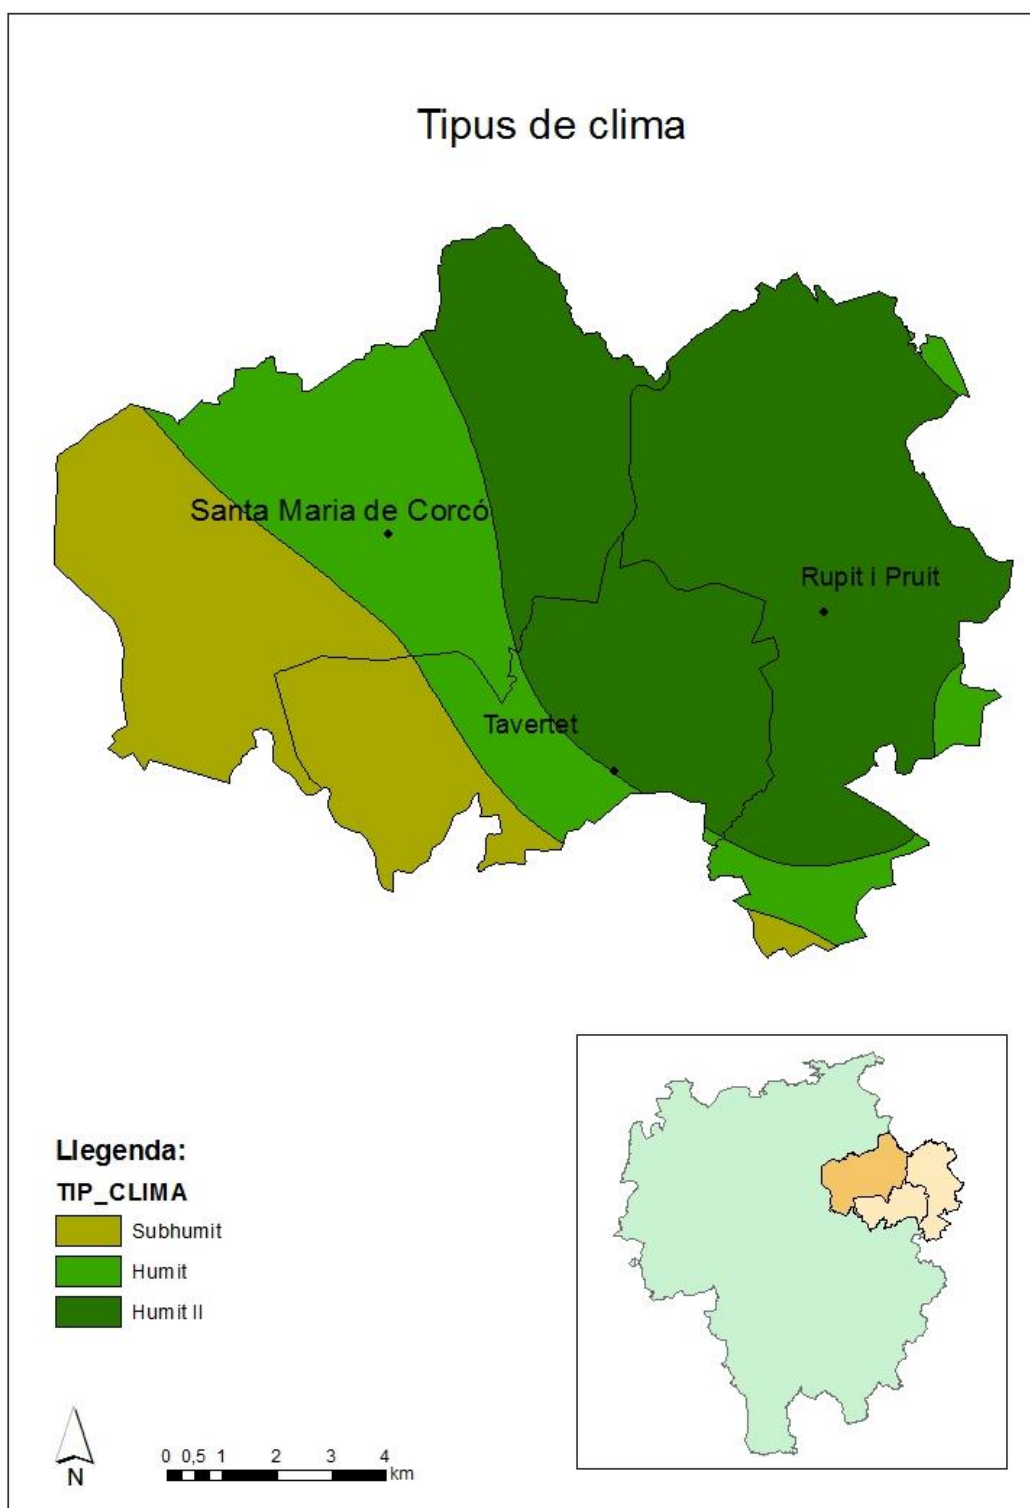 Tipus de clima
Santa Maria de Corcó
Rupit i Pruit
Tavertet
Llegenda:
TIP_CLIMA
Subhumit
Humit
Humit II
N
0 0,5 1 2 3 4
km